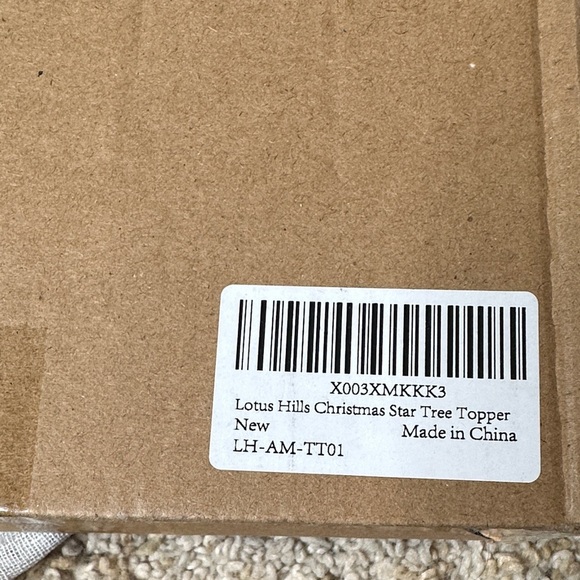 X003XMKKK3
Lotus Hills Christmas Star Tree Topper
New Made in China
LH-AM-TT01